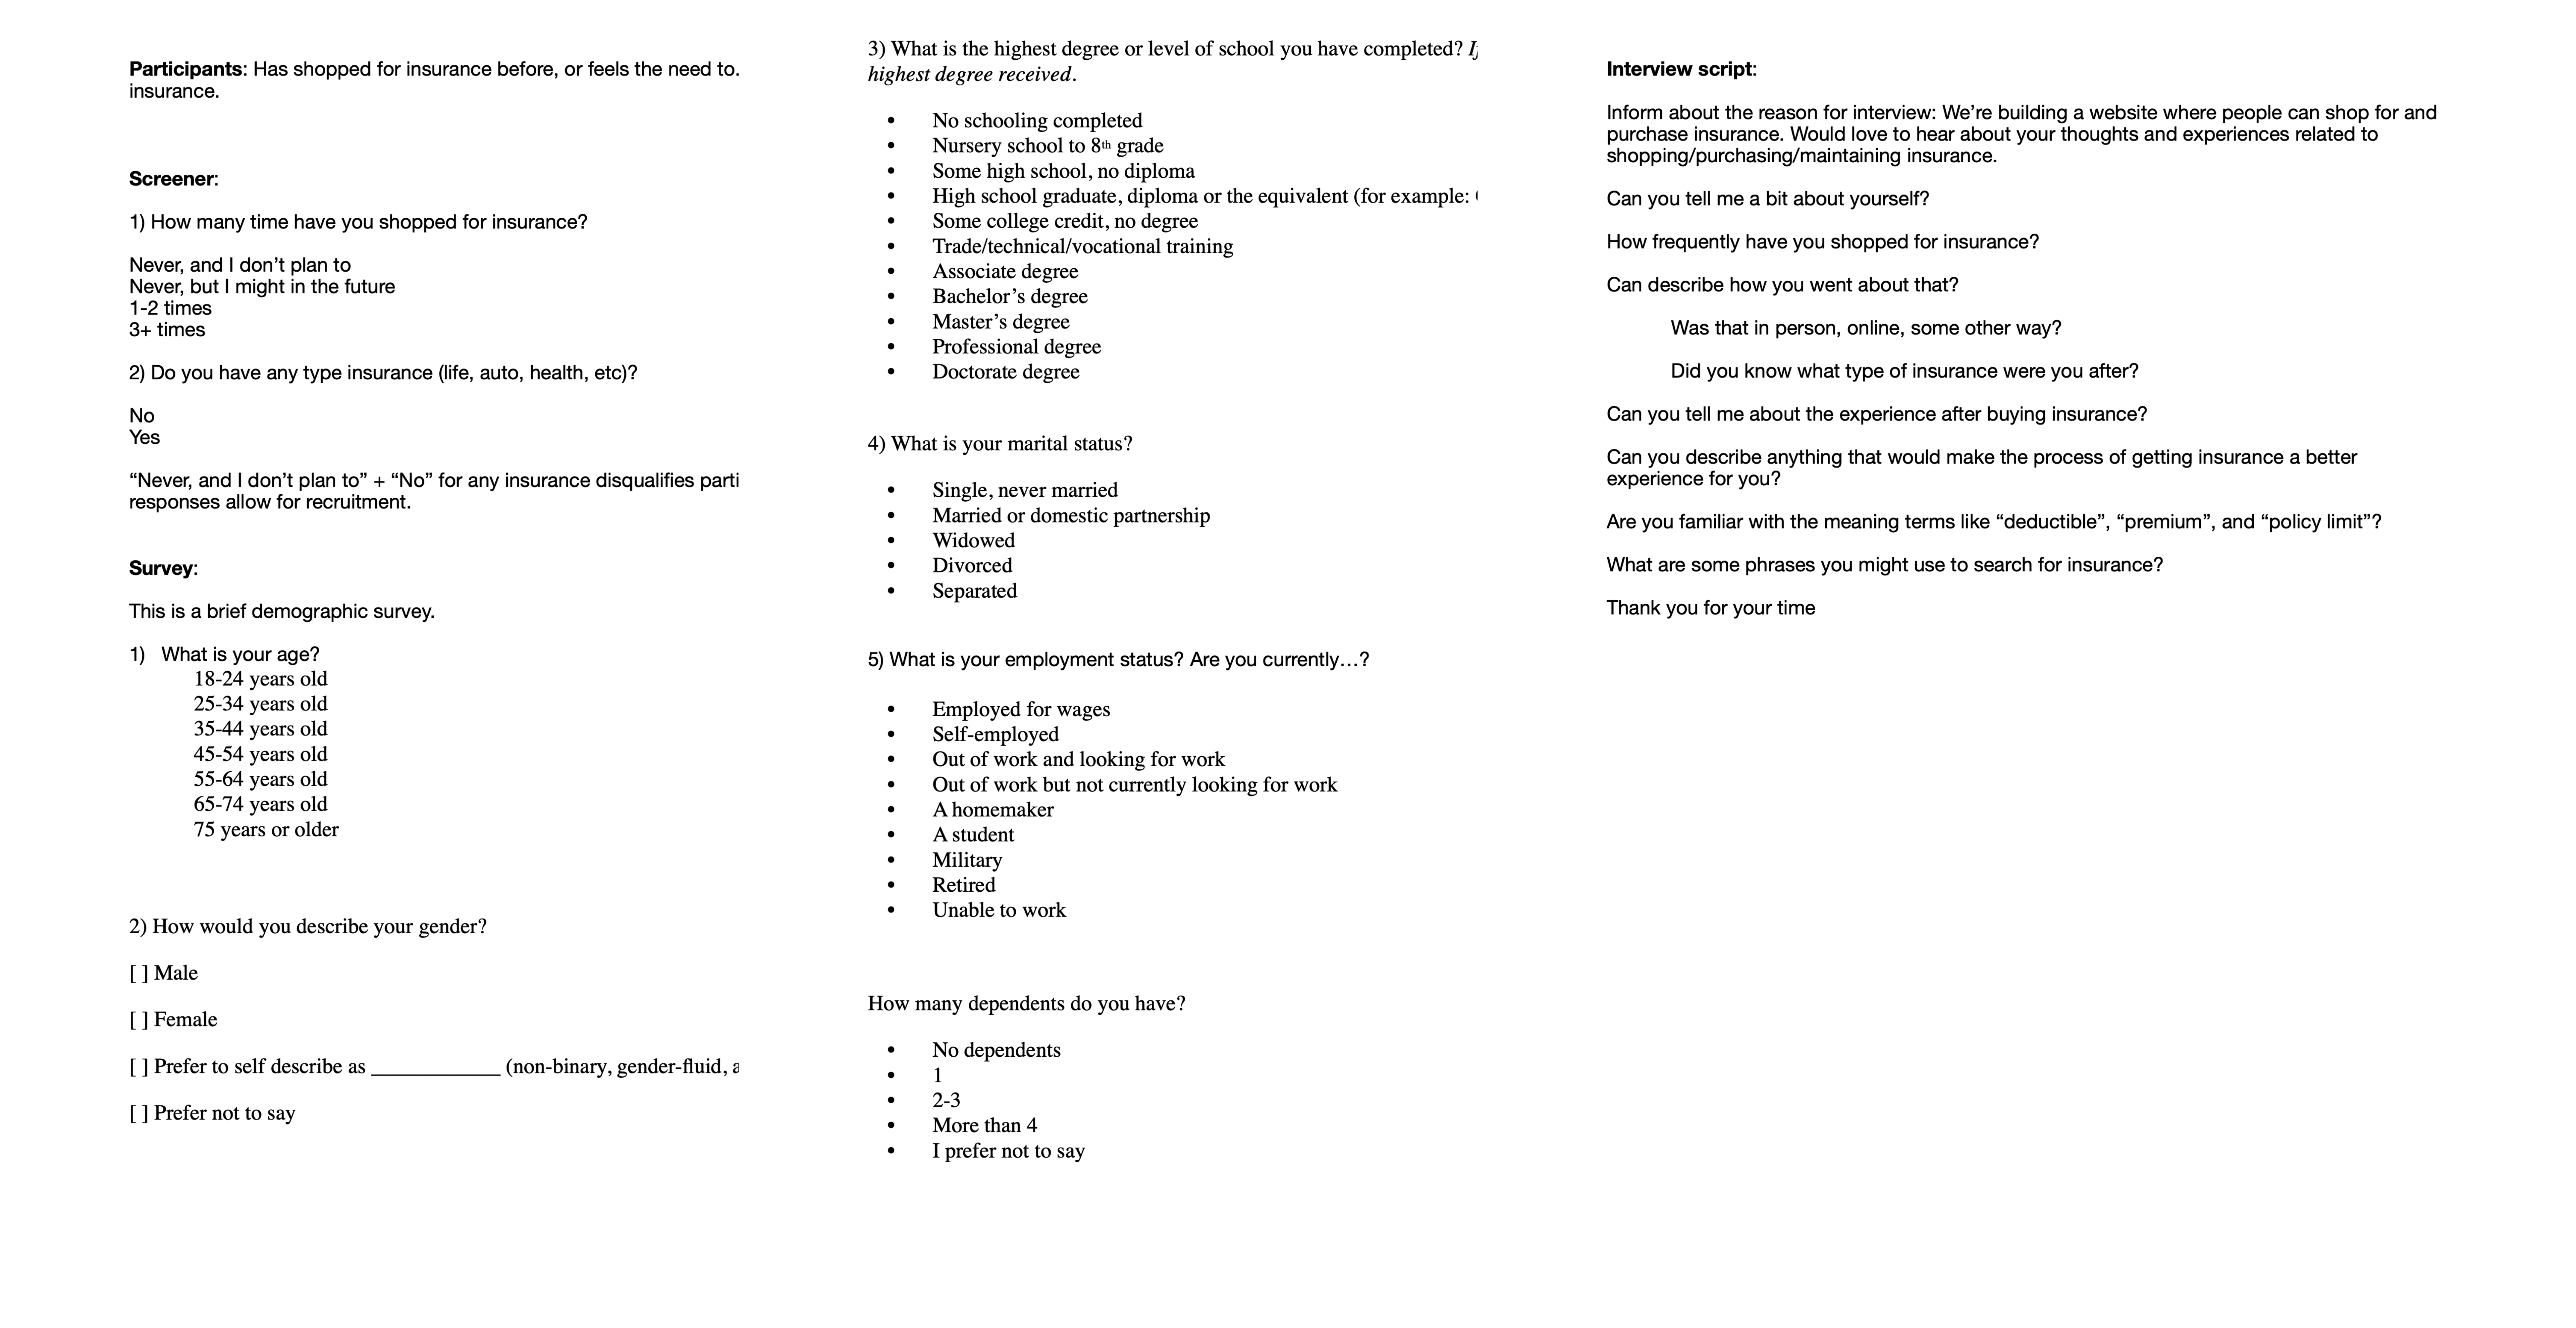 Participants: Has shopped for insurance before, or feels the need to.
insurance.
Screener:
1) How many time have you shopped for insurance?
Never, and I don’t plan to
Never, but I might in the future
1-2 times
3+ times
2) Do you have any type insurance (life, auto, health, etc)?
No
Yes
“Never, and I don’t plan to” + “No” for any insurance disqualifies parti
responses allow for recruitment.
Survey:
This is a brief demographic survey.
1) What is your age?
18-24 years old
25-34 years old
35-44 years old
45-54 years old
55-64 years old
65-74 years old
75 years or older
2) How would you describe your gender?
[ ] Male
[ ] Female
[ ] Prefer to self describe as ____________ (non-binary, gender-fluid, a
[ ] Prefer not to say
3) What is the highest degree or level of school you have completed?
highest degree received.
• No schooling completed
• Nursery school to 8th grade
• Some high school, no diploma
• High school graduate, diploma or the equivalent (for example:
• Some college credit, no degree
• Trade/technical/vocational training
• Associate degree
• Bachelor’s degree
• Master’s degree
• Professional degree
• Doctorate degree
4) What is your marital status?
• Single, never married
• Married or domestic partnership
• Widowed
• Divorced
• Separated
5) What is your employment status? Are you currently…?
• Employed for wages
• Self-employed
• Out of work and looking for work
• Out of work but not currently looking for work
• A homemaker
• A student
• Military
• Retired
• Unable to work
How many dependents do you have?
• No dependents
• 1
• 2-3
• More than 4
• I prefer not to say
Interview script:
Inform about the reason for interview: We’re building a website where people can shop for and
purchase insurance. Would love to hear about your thoughts and experiences related to
shopping/purchasing/maintaining insurance.
Can you tell me a bit about yourself?
How frequently have you shopped for insurance?
Can describe how you went about that?
Was that in person, online, some other way?
Did you know what type of insurance were you after?
Can you tell me about the experience after buying insurance?
Can you describe anything that would make the process of getting insurance a better
experience for you?
Are you familiar with the meaning terms like “deductible”, “premium”, and “policy limit”?
What are some phrases you might use to search for insurance?
Thank you for your time